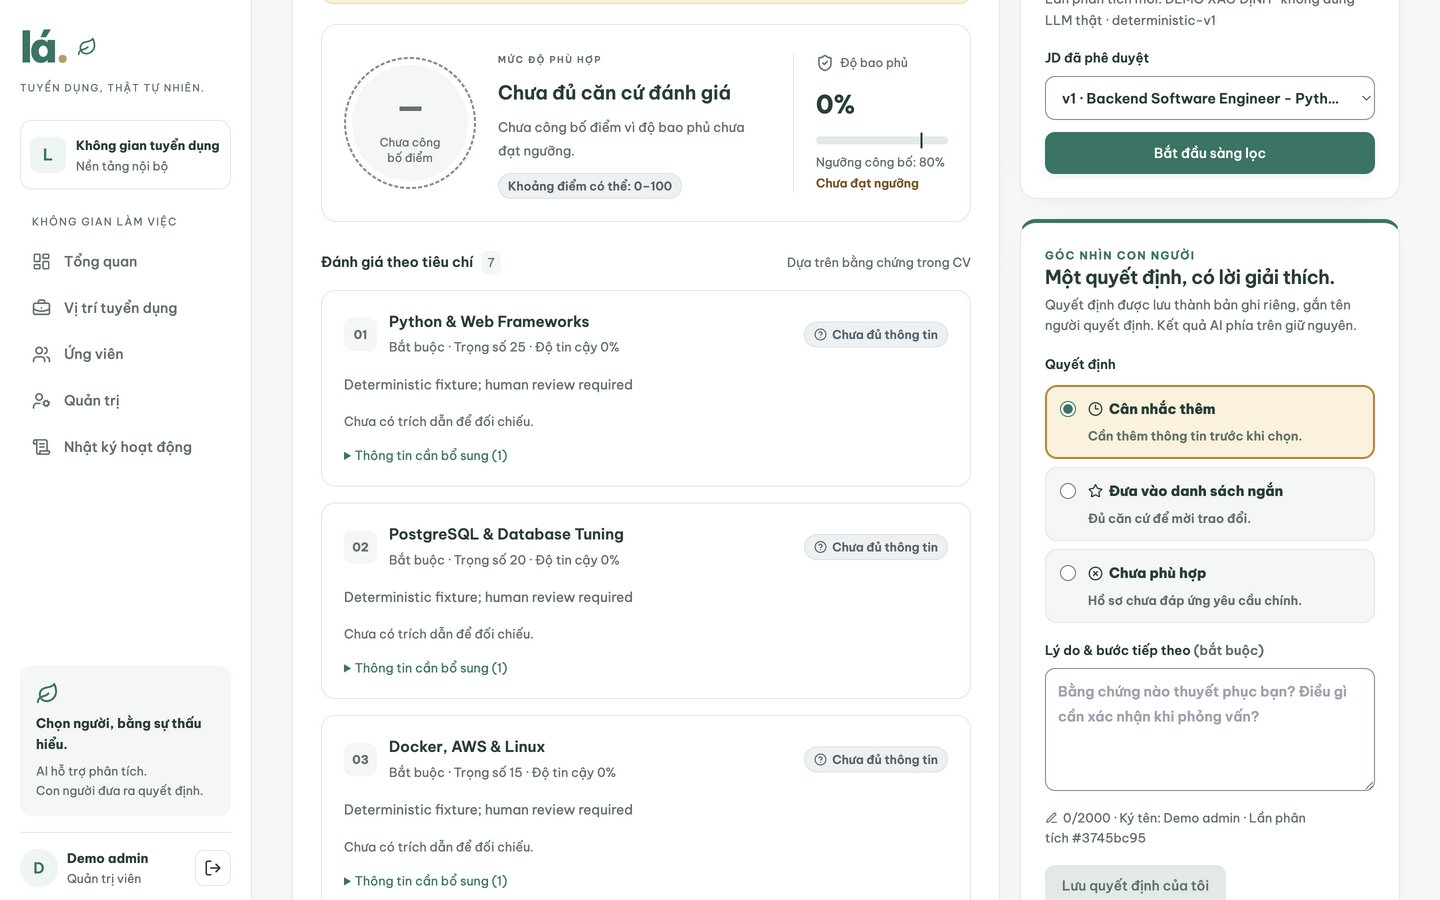 lá.
TUYỂN DỤNG, THẬT TỰ NHIÊN.
L
Không gian tuyển dụng
Nền tảng nội bộ
KHÔNG GIAN LÀM VIỆC
Tổng quan
Vị trí tuyển dụng
Ứng viên
Quản trị
Nhật ký hoạt động
Chọn người, bằng sự thấu
hiểu.
AI hỗ trợ phân tích.
Con người đưa ra quyết định.
D
Demo admin
Quản trị viên
–
Chưa công
bố điểm
MỨC ĐỘ PHÙ HỢP
Chưa đủ căn cứ đánh giá
Chưa công bố điểm vì độ bao phủ chưa
đạt ngưỡng.
Khoảng điểm có thể: 0–100
Độ bao phủ
0%
Ngưỡng công bố: 80%
Chưa đạt ngưỡng
Đánh giá theo tiêu chí 7
Dựa trên bằng chứng trong CV
01
Python & Web Frameworks
Bắt buộc · Trọng số 25 · Độ tin cậy 0%
Chưa đủ thông tin
Deterministic fixture; human review required
Chưa có trích dẫn để đối chiếu.
▶ Thông tin cần bổ sung (1)
02
PostgreSQL & Database Tuning
Bắt buộc · Trọng số 20 · Độ tin cậy 0%
Chưa đủ thông tin
Deterministic fixture; human review required
Chưa có trích dẫn để đối chiếu.
▶ Thông tin cần bổ sung (1)
03
Docker, AWS & Linux
Bắt buộc · Trọng số 15 · Độ tin cậy 0%
Chưa đủ thông tin
Deterministic fixture; human review required
Chưa có trích dẫn để đối chiếu.
▶ Thông tin cần bổ sung (1)
LLM thật · deterministic-v1
JD đã phê duyệt
v1 · Backend Software Engineer - Pyth...
Bắt đầu sàng lọc
GÓC NHÌN CON NGƯỜI
Một quyết định, có lời giải thích.
Quyết định được lưu thành bản ghi riêng, gắn tên
người quyết định. Kết quả AI phía trên giữ nguyên.
Quyết định
Cân nhắc thêm
Cần thêm thông tin trước khi chọn.
Đưa vào danh sách ngắn
Đủ căn cứ để mời trao đổi.
Chưa phù hợp
Hồ sơ chưa đáp ứng yêu cầu chính.
Lý do & bước tiếp theo (bắt buộc)
Bằng chứng nào thuyết phục bạn? Điều gì
cần xác nhận khi phỏng vấn?
0/2000 · Ký tên: Demo admin · Lần phân
tích #3745bc95
Lưu quyết định của tôi